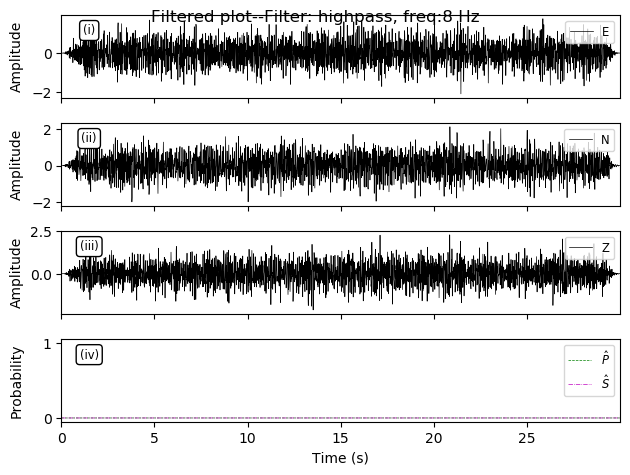 Filtered plot--Filter: highpass, freq:8 Hz
(i)
E
Amplitude
0
−2
(ii)
N
Amplitude
2
0
−2
(iii)
Z
Amplitude
2.5
0.0
(iv)
P̂
Ŝ
Probability
1
0
0 5 10 15 20 25
Time (s)